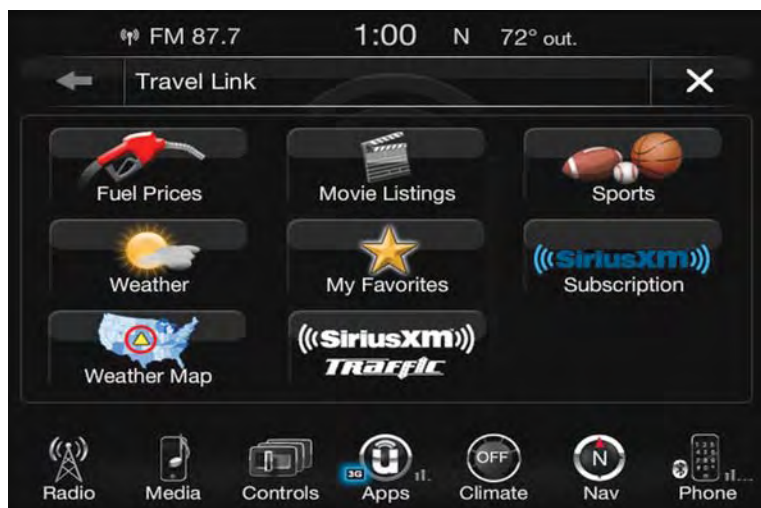 FM 87.7 1:00 N 72° out.
Travel Link
Fuel Prices Movie Listings Sports
Weather My Favorites ((SiriusXM)) Subscription
Weather Map ((SiriusXM)) Traffic
3G OFF N
Radio Media Controls Apps Climate Nav Phone